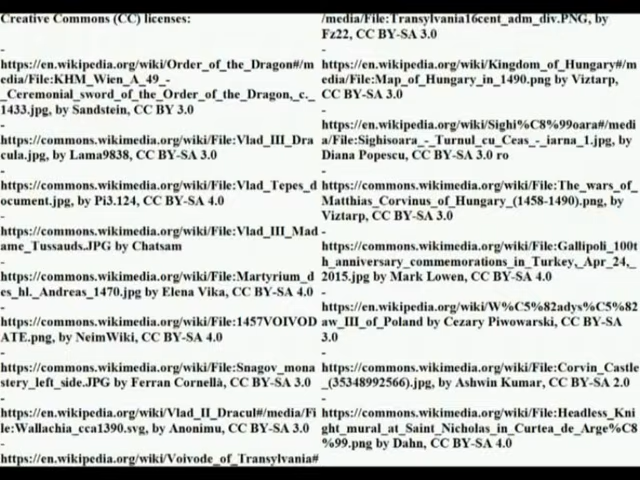 Creative Commons (CC) licenses:
-
https://en.wikipedia.org/wiki/Order_of_the_Dragon#/m
edia/File:KHM_Wien_A_49_-
_Ceremonial_sword_of_the_Order_of_the_Dragon,_c._
1433.jpg, by Sandstein, CC BY 3.0
-
https://commons.wikimedia.org/wiki/File:Vlad_III_Dra
cula.jpg, by Lama9838, CC BY-SA 3.0
-
https://commons.wikimedia.org/wiki/File:Vlad_Tepes_d
ocument.jpg, by Pi3.124, CC BY-SA 4.0
-
https://commons.wikimedia.org/wiki/File:Vlad_III_Mad
ame_Tussauds.JPG by Chatsam
-
https://commons.wikimedia.org/wiki/File:Martyrium_d
es_hl._Andreas_1470.jpg by Elena Vika, CC BY-SA 4.0
-
https://commons.wikimedia.org/wiki/File:1457VOIVOD
ATE.png, by NeimWiki, CC BY-SA 4.0
-
https://commons.wikimedia.org/wiki/File:Snagov_mona
stery_left_side.JPG by Ferran Cornellà, CC BY-SA 3.0
-
https://en.wikipedia.org/wiki/Vlad_II_Dracul#/media/Fi
le:Wallachia_cca1390.svg, by Anonimu, CC BY-SA 3.0
-
https://en.wikipedia.org/wiki/Voivode_of_Transylvania#
/media/File:Transylvania16cent_adm_div.PNG, by
Fz22, CC BY-SA 3.0
-
https://en.wikipedia.org/wiki/Kingdom_of_Hungary#/m
edia/File:Map_of_Hungary_in_1490.png by Viztarp,
CC BY-SA 3.0
-
https://en.wikipedia.org/wiki/Sighi%C8%99oara#/medi
a/File:Sighisoara_-_Turnul_cu_Ceas_-_iarna_1.jpg, by
Diana Popescu, CC BY-SA 3.0 ro
-
https://commons.wikimedia.org/wiki/File:The_wars_of_
Matthias_Corvinus_of_Hungary_(1458-1490).png, by
Viztarp, CC BY-SA 3.0
-
https://commons.wikimedia.org/wiki/File:Gallipoli_100t
h_anniversary_commemorations_in_Turkey,_Apr_24,_
2015.jpg by Mark Lowen, CC BY-SA 4.0
-
https://en.wikipedia.org/wiki/W%C5%82adys%C5%82
aw_III_of_Poland by Cezary Piwowarski, CC BY-SA
3.0
-
https://commons.wikimedia.org/wiki/File:Corvin_Castle
_(35348992566).jpg, by Ashwin Kumar, CC BY-SA 2.0
-
https://commons.wikimedia.org/wiki/File:Headless_Kni
ght_mural_at_Saint_Nicholas_in_Curtea_de_Arge%C8
%99.png by Dahn, CC BY-SA 4.0